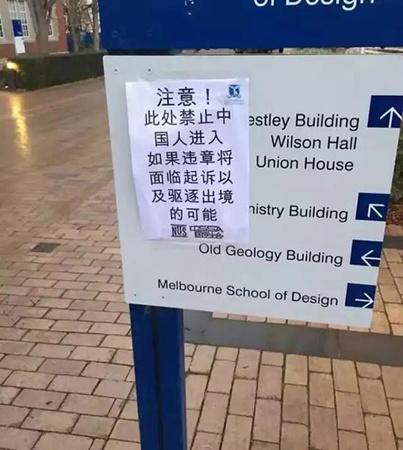 of Design
注意！
此处禁止中
国人进入
如果违章将
面临起诉以
及驱逐出境
的可能
estley Building
Wilson Hall
Union House
nistry Building
Old Geology Building
Melbourne School of Design